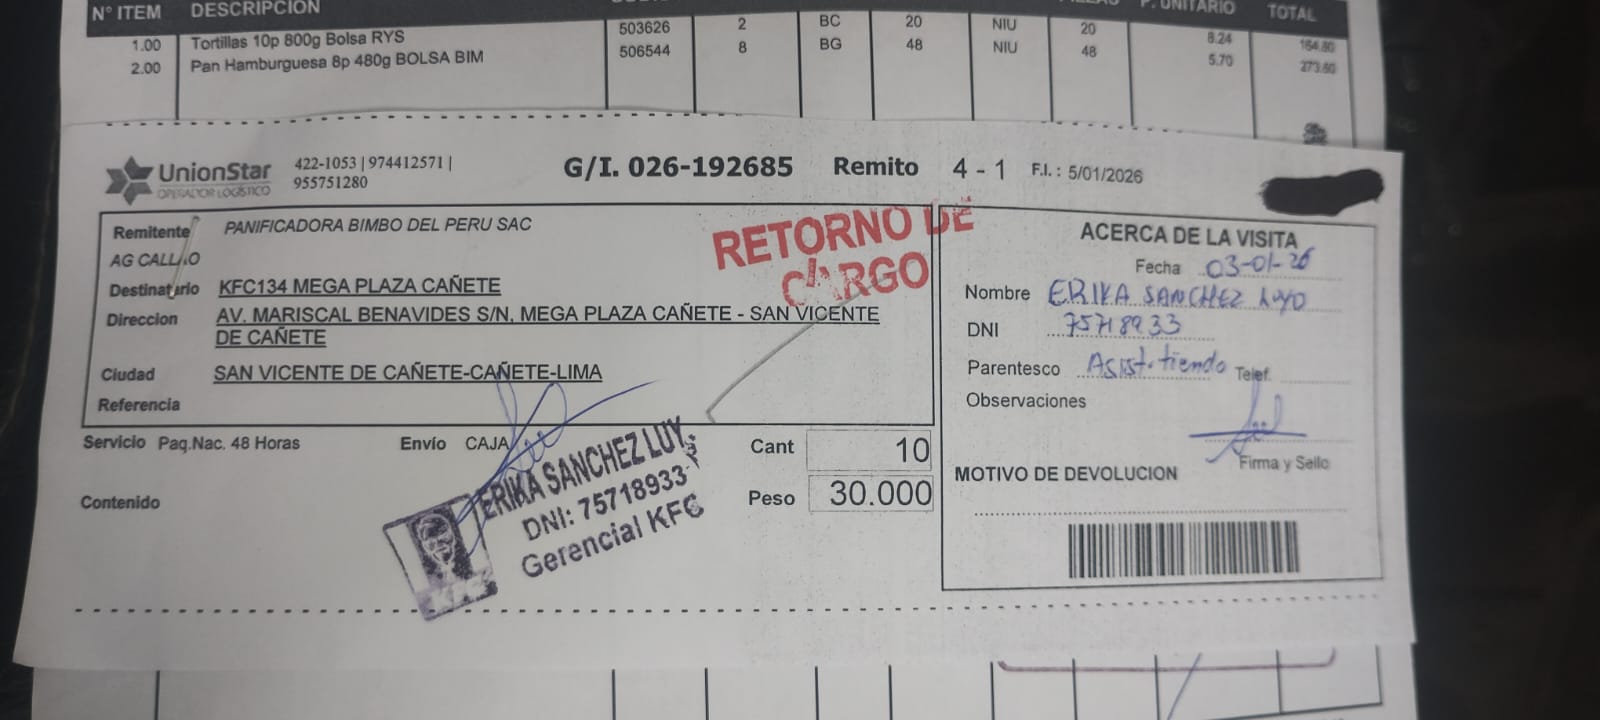 N° ITEM DESCRIPCION P. UNITARIO TOTAL
1.00 Tortillas 10p 800g Bolsa RYS 503626 2 BC 20 NIU 20 8.24 164.80
2.00 Pan Hamburguesa 8p 480g BOLSA BIM 506544 8 BG 48 NIU 48 5.70 273.60
UnionStar
OPERADOR LOGISTICO
422-1053 | 974412571 |
955751280
G/I. 026-192685 Remito 4 - 1 F.I. : 5/01/2026
Remitente PANIFICADORA BIMBO DEL PERU SAC
AG CALLAO
Destinatario KFC134 MEGA PLAZA CAÑETE
Direccion AV. MARISCAL BENAVIDES S/N, MEGA PLAZA CAÑETE - SAN VICENTE
DE CAÑETE
Ciudad SAN VICENTE DE CAÑETE-CAÑETE-LIMA
Referencia
RETORNO DE
CARGO
Servicio Paq.Nac. 48 Horas Envío CAJA
Cant 10
Contenido
Peso 30.000
ERIKA SANCHEZ LUY
DNI: 75718933
Gerencial KFC
KFC
ACERCA DE LA VISITA
Fecha 03-01-26
Nombre ERIKA SANCHEZ LUYO
DNI 75718933
Parentesco Asist. tienda Telef.
Observaciones
Firma y Sello
MOTIVO DE DEVOLUCION